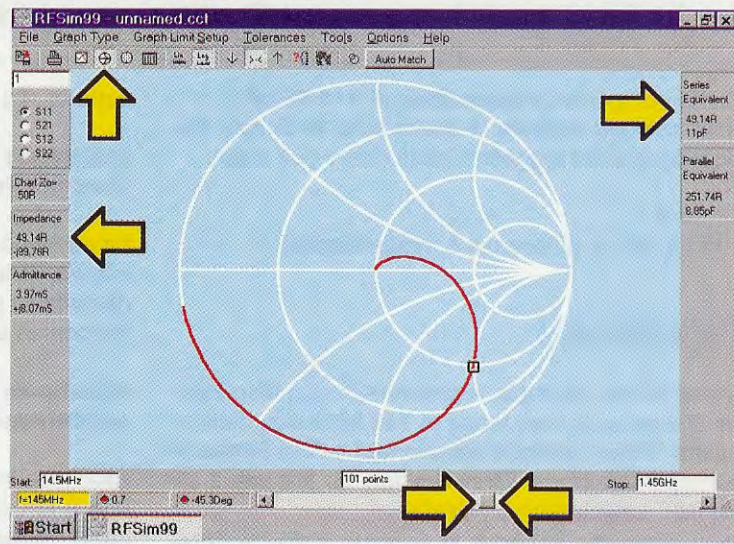 RFSim99 - unnamed.cct
File Graph Type Graph Limit Setup Tolerances Tools Options Help
Auto Match
1
S11
S21
S12
S22
Chart Zo=
50R
Impedance
49.14R
-j99.76R
Admittance
3.97mS
+j8.07mS
Series
Equivalent
49.14R
11pF
Parallel
Equivalent
251.74R
8.85pF
Start: 14.5MHz
101 points
Stop: 1.45GHz
f=145MHz
0.7
-45.3Deg
Start
RFSim99